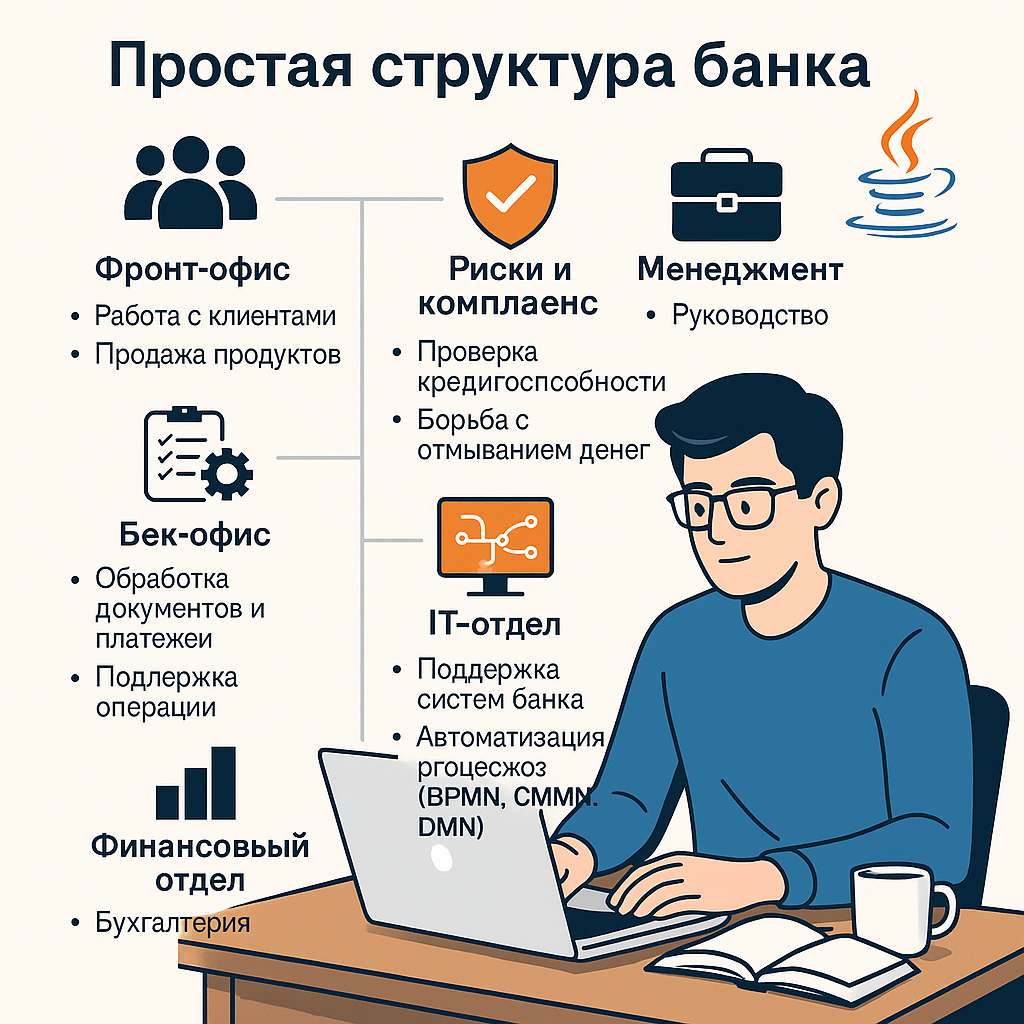 Простая структура банка
Фронт-офис
• Работа с клиентами
• Продажа продуктов
Риски и
комплаенс
• Проверка
кредигоспсобности
• Борьба с
отмыванием денег
Менеджмент
• Руководство
Бек-офис
• Обработка
документов и
платежеи
• Подлержка
операции
IT-отдел
• Поддержка
систем банка
• Автоматизация
ргоцесжоз
(BPMN, CMMN.
DMN)
Финансовьый
отдел
• Бухгалтерия